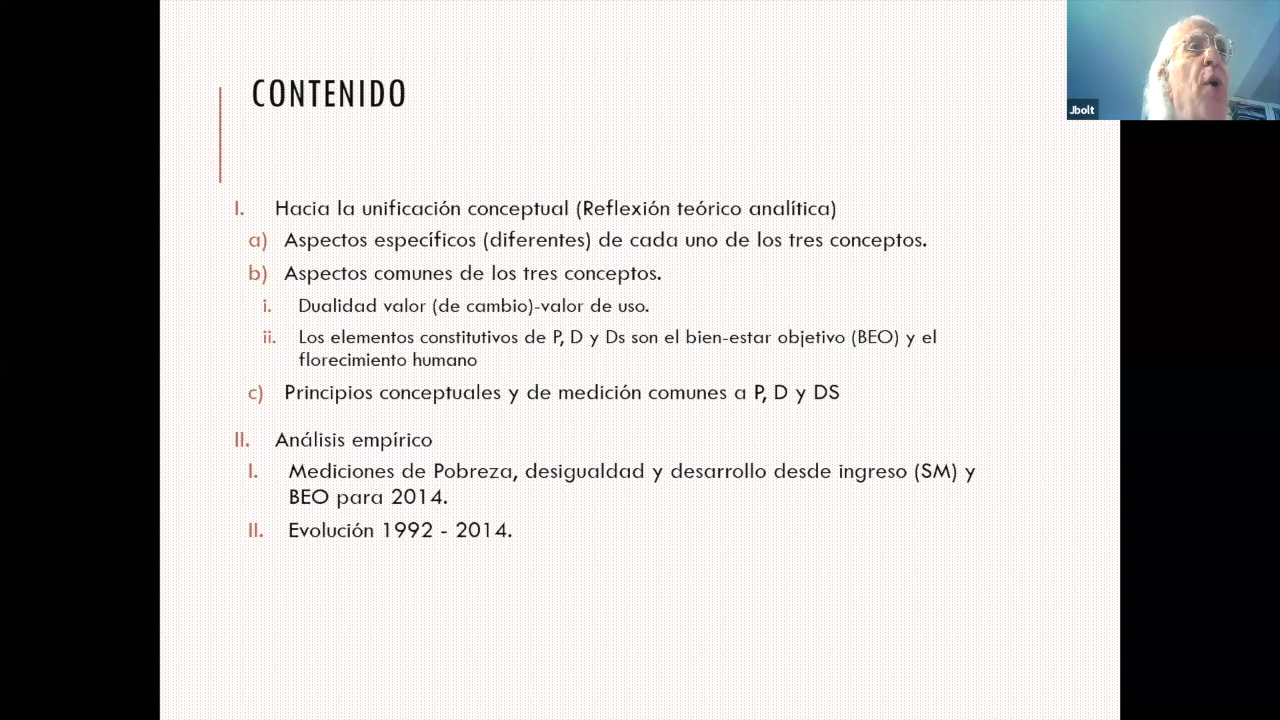 CONTENIDO
Jbolt
I. Hacia la unificación conceptual (Reflexión teórico analítica)
a) Aspectos específicos (diferentes) de cada uno de los tres conceptos.
b) Aspectos comunes de los tres conceptos.
i. Dualidad valor (de cambio)-valor de uso.
ii. Los elementos constitutivos de P, D y Ds son el bien-estar objetivo (BEO) y el
florecimiento humano
c) Principios conceptuales y de medición comunes a P, D y DS
II. Análisis empírico
I. Mediciones de Pobreza, desigualdad y desarrollo desde ingreso (SM) y
BEO para 2014.
II. Evolución 1992 - 2014.